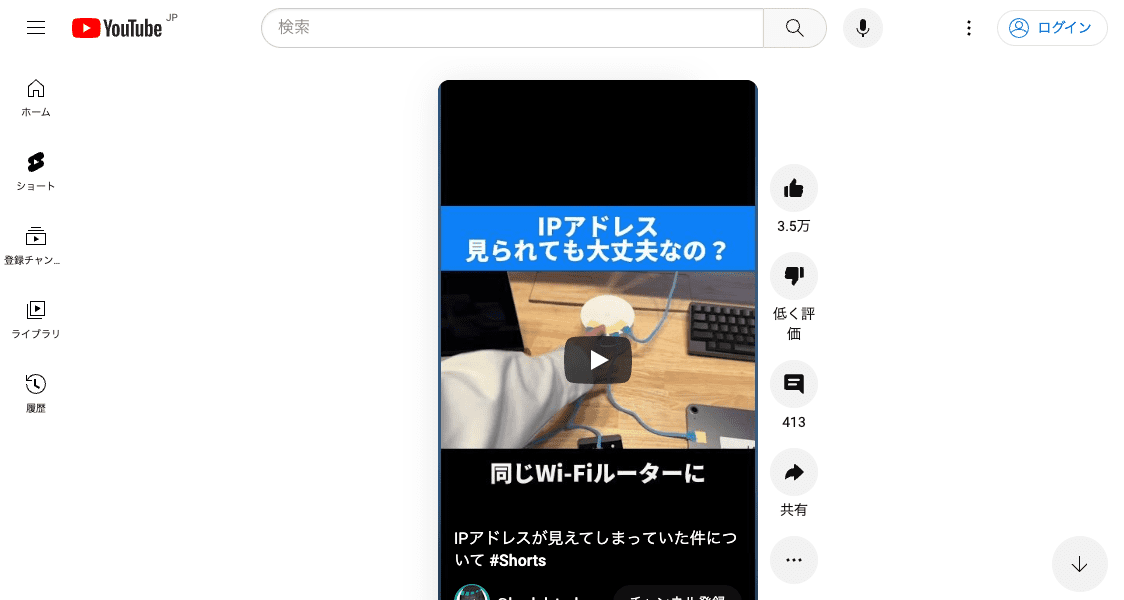 YouTube JP
検索
ログイン
ホーム
ショート
登録チャン...
ライブラリ
履歴
IPアドレス
見られても大丈夫なの？
同じWi-Fiルーターに
IPアドレスが見えてしまっていた件につ
いて #Shorts
チャンネル登録
3.5万
低く評
価
413
共有